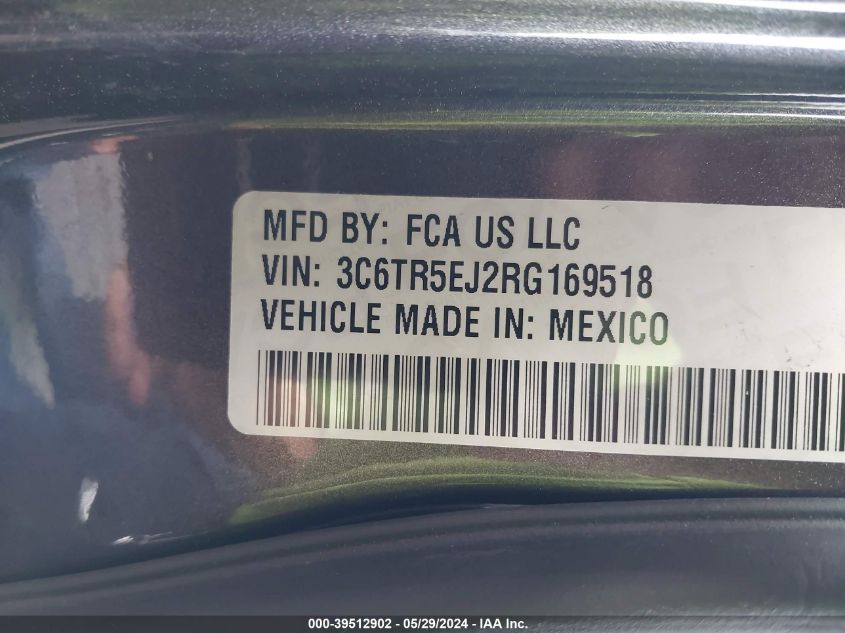 MFD BY: FCA US LLC
VIN: 3C6TR5EJ2RG169518
VEHICLE MADE IN: MEXICO
000-39512902 - 05/29/2024 - IAA Inc.